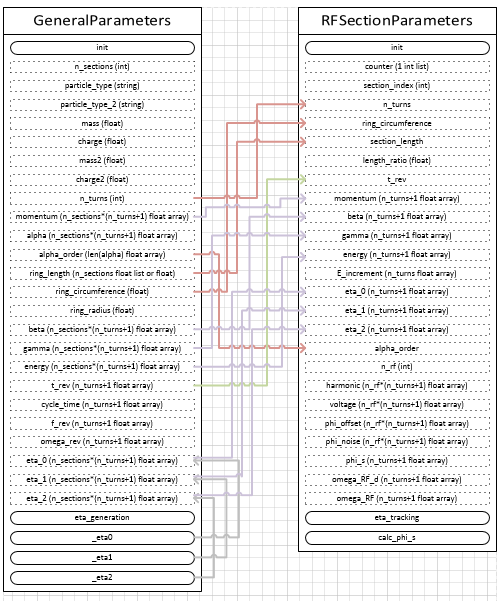 GeneralParameters
init
n_sections (int)
particle_type (string)
particle_type_2 (string)
mass (float)
charge (float)
mass2 (float)
charge2 (float)
n_turns (int)
momentum (n_sections*(n_turns+1) float array)
alpha (n_sections*(n_turns+1) float array)
alpha_order (len(alpha) float array)
ring_length (n_sections float list or float)
ring_circumference (float)
ring_radius (float)
beta (n_sections*(n_turns+1) float array)
gamma (n_sections*(n_turns+1) float array)
energy (n_sections*(n_turns+1) float array)
t_rev (n_turns+1 float array)
cycle_time (n_turns+1 float array)
f_rev (n_turns+1 float array)
omega_rev (n_turns+1 float array)
eta_0 (n_sections*(n_turns+1) float array)
eta_1 (n_sections*(n_turns+1) float array)
eta_2 (n_sections*(n_turns+1) float array)
eta_generation
_eta0
_eta1
_eta2
RFSectionParameters
init
counter (1 int list)
section_index (int)
n_turns
ring_circumference
section_length
length_ratio (float)
t_rev
momentum (n_turns+1 float array)
beta (n_turns+1 float array)
gamma (n_turns+1 float array)
energy (n_turns+1 float array)
E_increment (n_turns float array)
eta_0 (n_turns+1 float array)
eta_1 (n_turns+1 float array)
eta_2 (n_turns+1 float array)
alpha_order
n_rf (int)
harmonic (n_rf*(n_turns+1) float array)
voltage (n_rf*(n_turns+1) float array)
phi_offset (n_rf*(n_turns+1) float array)
phi_noise (n_rf*(n_turns+1) float array)
phi_s (n_turns+1 float array)
omega_RF_d (n_turns+1 float array)
omega_RF (n_turns+1 float array)
eta_tracking
calc_phi_s